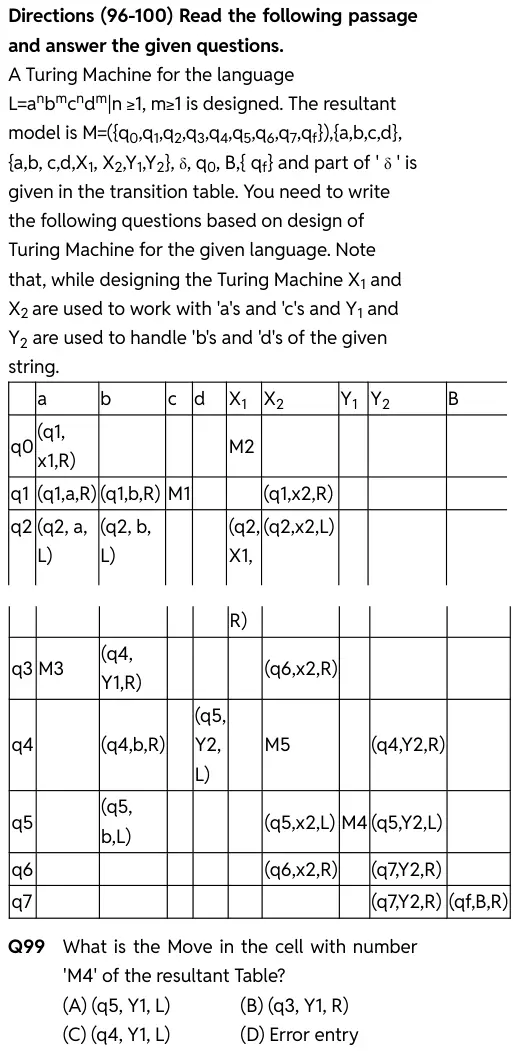 Directions (96-100) Read the following passage
and answer the given questions.
A Turing Machine for the language
L=aⁿbᵐcⁿdᵐ|n ≥1, m≥1 is designed. The resultant
model is M=({q₀,q₁,q₂,q₃,q₄,q₅,q₆,q₇,q_f}),{a,b,c,d},
{a,b, c,d,X₁, X₂,Y₁,Y₂}, δ, q₀, B,{ q_f} and part of ' δ ' is
given in the transition table. You need to write
the following questions based on design of
Turing Machine for the given language. Note
that, while designing the Turing Machine X₁ and
X₂ are used to work with 'a's and 'c's and Y₁ and
Y₂ are used to handle 'b's and 'd's of the given
string.
a b c d X₁ X₂ Y₁ Y₂ B
q0 (q1, x1,R) M2
q1 (q1,a,R) (q1,b,R) M1 (q1,x2,R)
q2 (q2, a, L) (q2, b, L) (q2, X1, R) (q2,x2,L)
q3 M3 (q4, Y1,R) (q6,x2,R)
q4 (q4,b,R) (q5, Y2, L) M5 (q4,Y2,R)
q5 (q5, b,L) (q5,x2,L) M4 (q5,Y2,L)
q6 (q6,x2,R) (q7,Y2,R)
q7 (q7,Y2,R) (qf,B,R)
Q99 What is the Move in the cell with number
'M4' of the resultant Table?
(A) (q5, Y1, L) (B) (q3, Y1, R)
(C) (q4, Y1, L) (D) Error entry